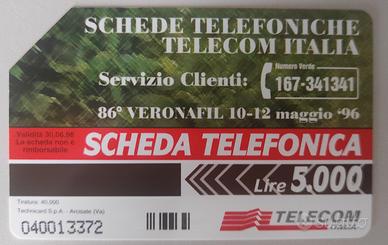 SCHEDE TELEFONICHE
TELECOM ITALIA
Numero Verde
Servizio Clienti: 167-341341
86° VERONAFIL 10-12 maggio '96
Validità 30.06.98
La scheda non è
rimborsabile
SCHEDA TELEFONICA
Lire 5.000
Tiratura: 40.000
Technicard S.p.A. - Arcisate (Va)
040013372
TELECOM
ITALIA